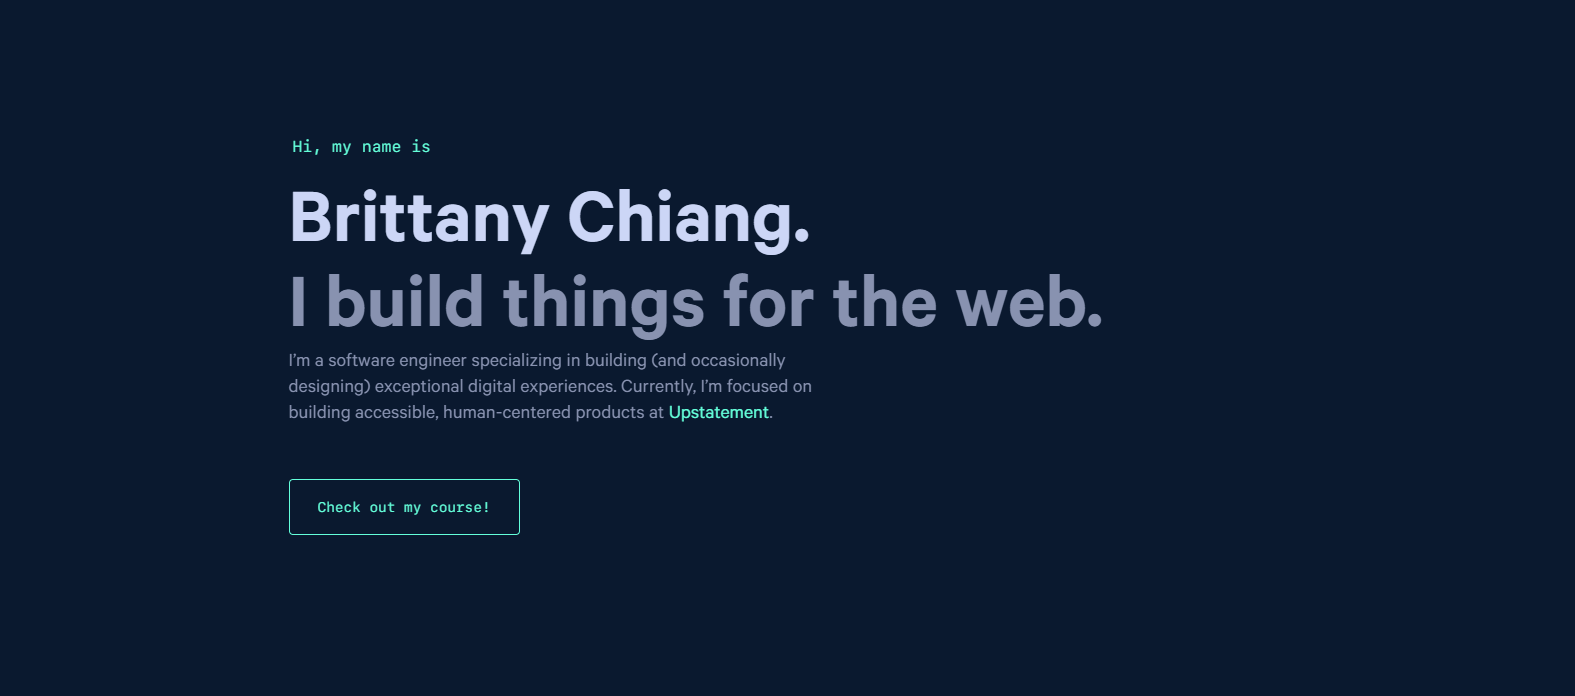 Hi, my name is
Brittany Chiang.
I build things for the web.
I’m a software engineer specializing in building (and occasionally
designing) exceptional digital experiences. Currently, I’m focused on
building accessible, human-centered products at Upstatement.
Check out my course!